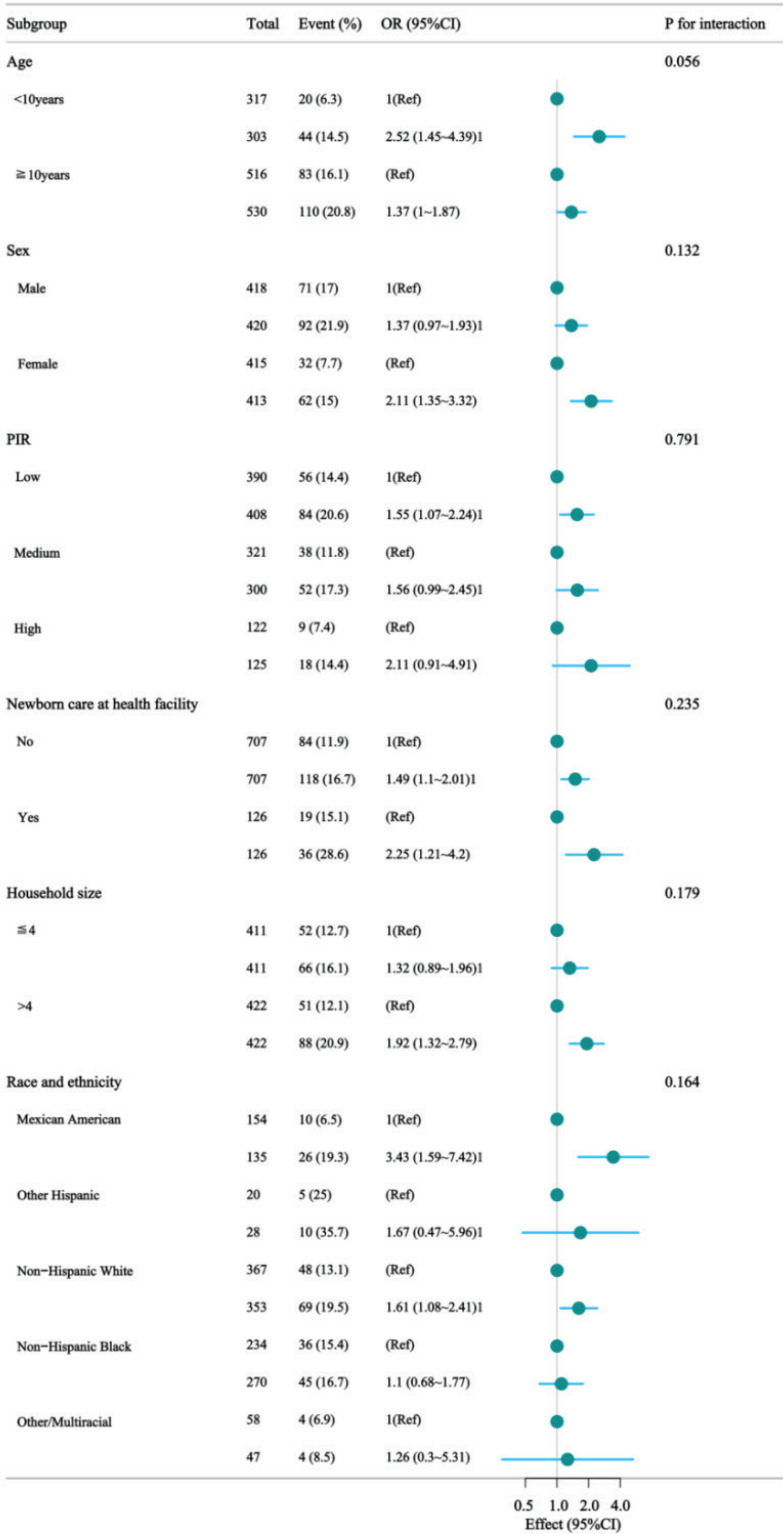 Subgroup Total Event (%) OR (95%CI) P for interaction
Age 0.056
<10years 317 20 (6.3) 1(Ref)
303 44 (14.5) 2.52 (1.45~4.39)1
≧10years 516 83 (16.1) (Ref)
530 110 (20.8) 1.37 (1~1.87)
Sex 0.132
Male 418 71 (17) 1(Ref)
420 92 (21.9) 1.37 (0.97~1.93)1
Female 415 32 (7.7) (Ref)
413 62 (15) 2.11 (1.35~3.32)
PIR 0.791
Low 390 56 (14.4) 1(Ref)
408 84 (20.6) 1.55 (1.07~2.24)1
Medium 321 38 (11.8) (Ref)
300 52 (17.3) 1.56 (0.99~2.45)1
High 122 9 (7.4) (Ref)
125 18 (14.4) 2.11 (0.91~4.91)
Newborn care at health facility 0.235
No 707 84 (11.9) 1(Ref)
707 118 (16.7) 1.49 (1.1~2.01)1
Yes 126 19 (15.1) (Ref)
126 36 (28.6) 2.25 (1.21~4.2)
Household size 0.179
≦4 411 52 (12.7) 1(Ref)
411 66 (16.1) 1.32 (0.89~1.96)1
>4 422 51 (12.1) (Ref)
422 88 (20.9) 1.92 (1.32~2.79)
Race and ethnicity 0.164
Mexican American 154 10 (6.5) 1(Ref)
135 26 (19.3) 3.43 (1.59~7.42)1
Other Hispanic 20 5 (25) (Ref)
28 10 (35.7) 1.67 (0.47~5.96)1
Non-Hispanic White 367 48 (13.1) (Ref)
353 69 (19.5) 1.61 (1.08~2.41)1
Non-Hispanic Black 234 36 (15.4) (Ref)
270 45 (16.7) 1.1 (0.68~1.77)
Other/Multiracial 58 4 (6.9) 1(Ref)
47 4 (8.5) 1.26 (0.3~5.31)
0.5 1.0 2.0 4.0
Effect (95%CI)